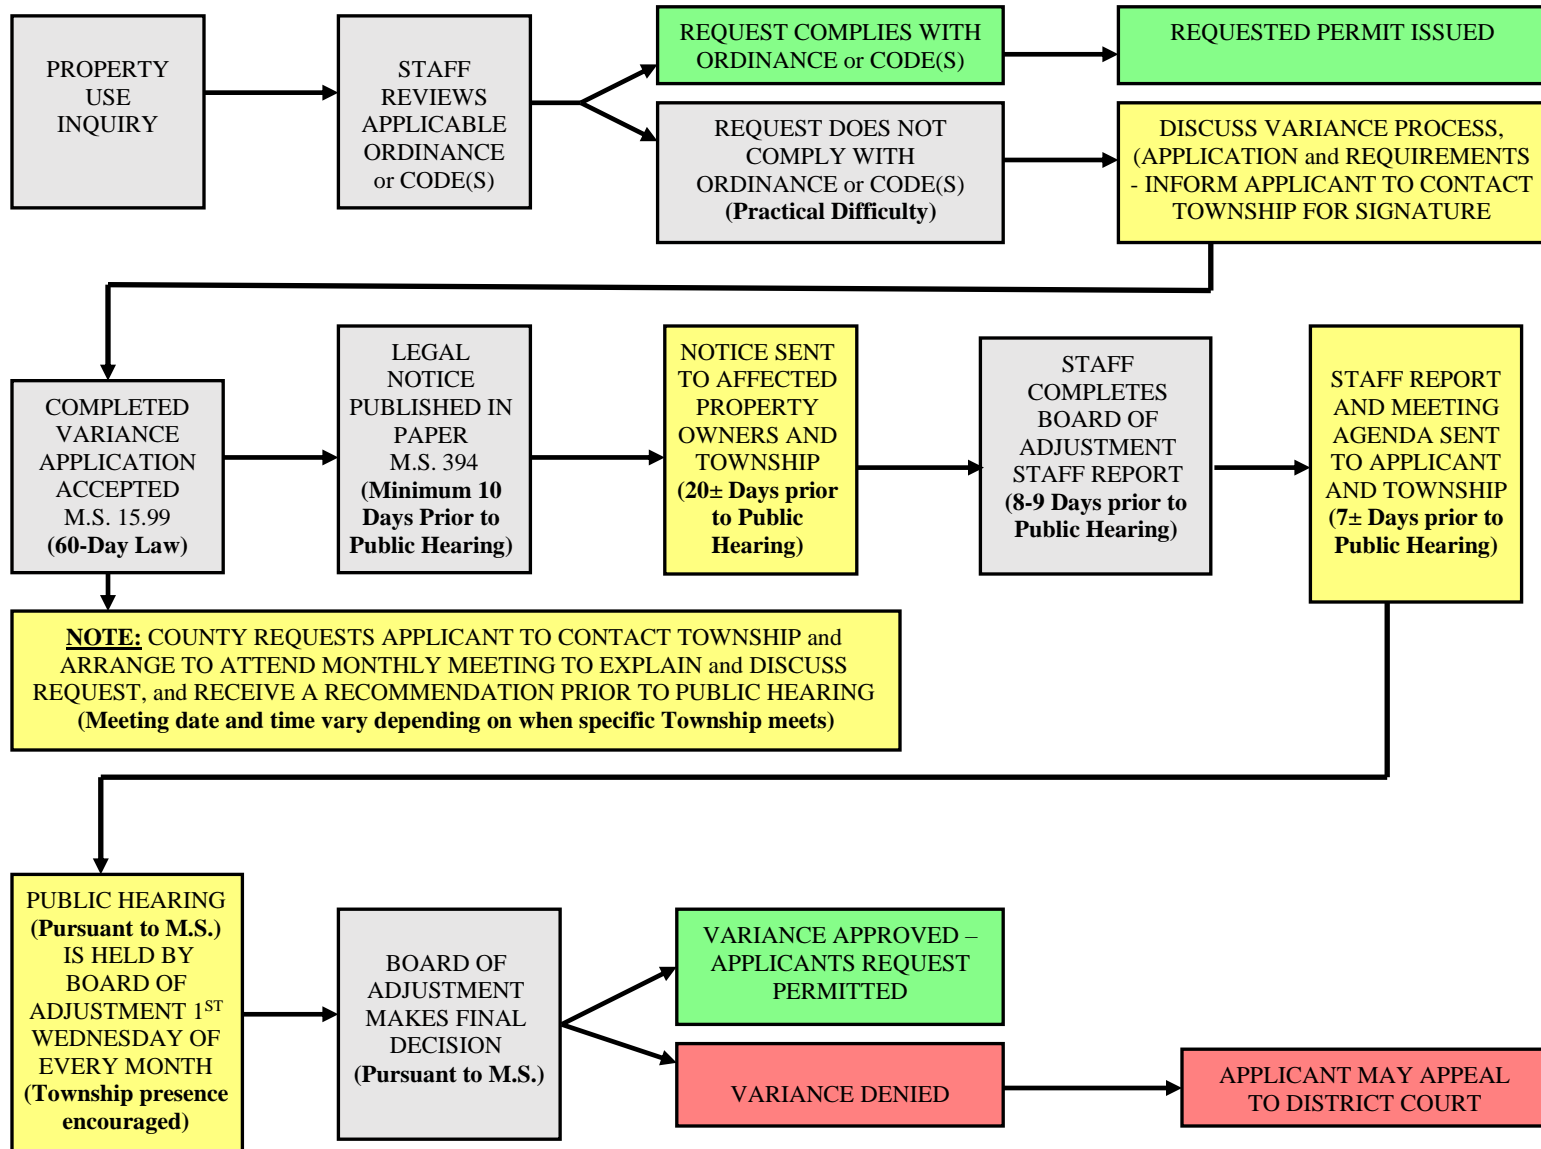 PROPERTY
USE
INQUIRY
STAFF
REVIEWS
APPLICABLE
ORDINANCE
or CODE(S)
REQUEST COMPLIES WITH
ORDINANCE or CODE(S)
REQUESTED PERMIT ISSUED
REQUEST DOES NOT
COMPLY WITH
ORDINANCE or CODE(S)
(Practical Difficulty)
DISCUSS VARIANCE PROCESS,
(APPLICATION and REQUIREMENTS
- INFORM APPLICANT TO CONTACT
TOWNSHIP FOR SIGNATURE
COMPLETED
VARIANCE
APPLICATION
ACCEPTED
M.S. 15.99
(60-Day Law)
LEGAL
NOTICE
PUBLISHED IN
PAPER
M.S. 394
(Minimum 10
Days Prior to
Public Hearing)
NOTICE SENT
TO AFFECTED
PROPERTY
OWNERS AND
TOWNSHIP
(20± Days prior
to Public
Hearing)
STAFF
COMPLETES
BOARD OF
ADJUSTMENT
STAFF REPORT
(8-9 Days prior to
Public Hearing)
STAFF REPORT
AND MEETING
AGENDA SENT
TO APPLICANT
AND TOWNSHIP
(7± Days prior to
Public Hearing)
NOTE: COUNTY REQUESTS APPLICANT TO CONTACT TOWNSHIP and
ARRANGE TO ATTEND MONTHLY MEETING TO EXPLAIN and DISCUSS
REQUEST, and RECEIVE A RECOMMENDATION PRIOR TO PUBLIC HEARING
(Meeting date and time vary depending on when specific Township meets)
PUBLIC HEARING
(Pursuant to M.S.)
IS HELD BY
BOARD OF
ADJUSTMENT 1ST
WEDNESDAY OF
EVERY MONTH
(Township presence
encouraged)
BOARD OF
ADJUSTMENT
MAKES FINAL
DECISION
(Pursuant to M.S.)
VARIANCE APPROVED –
APPLICANTS REQUEST
PERMITTED
VARIANCE DENIED
APPLICANT MAY APPEAL
TO DISTRICT COURT